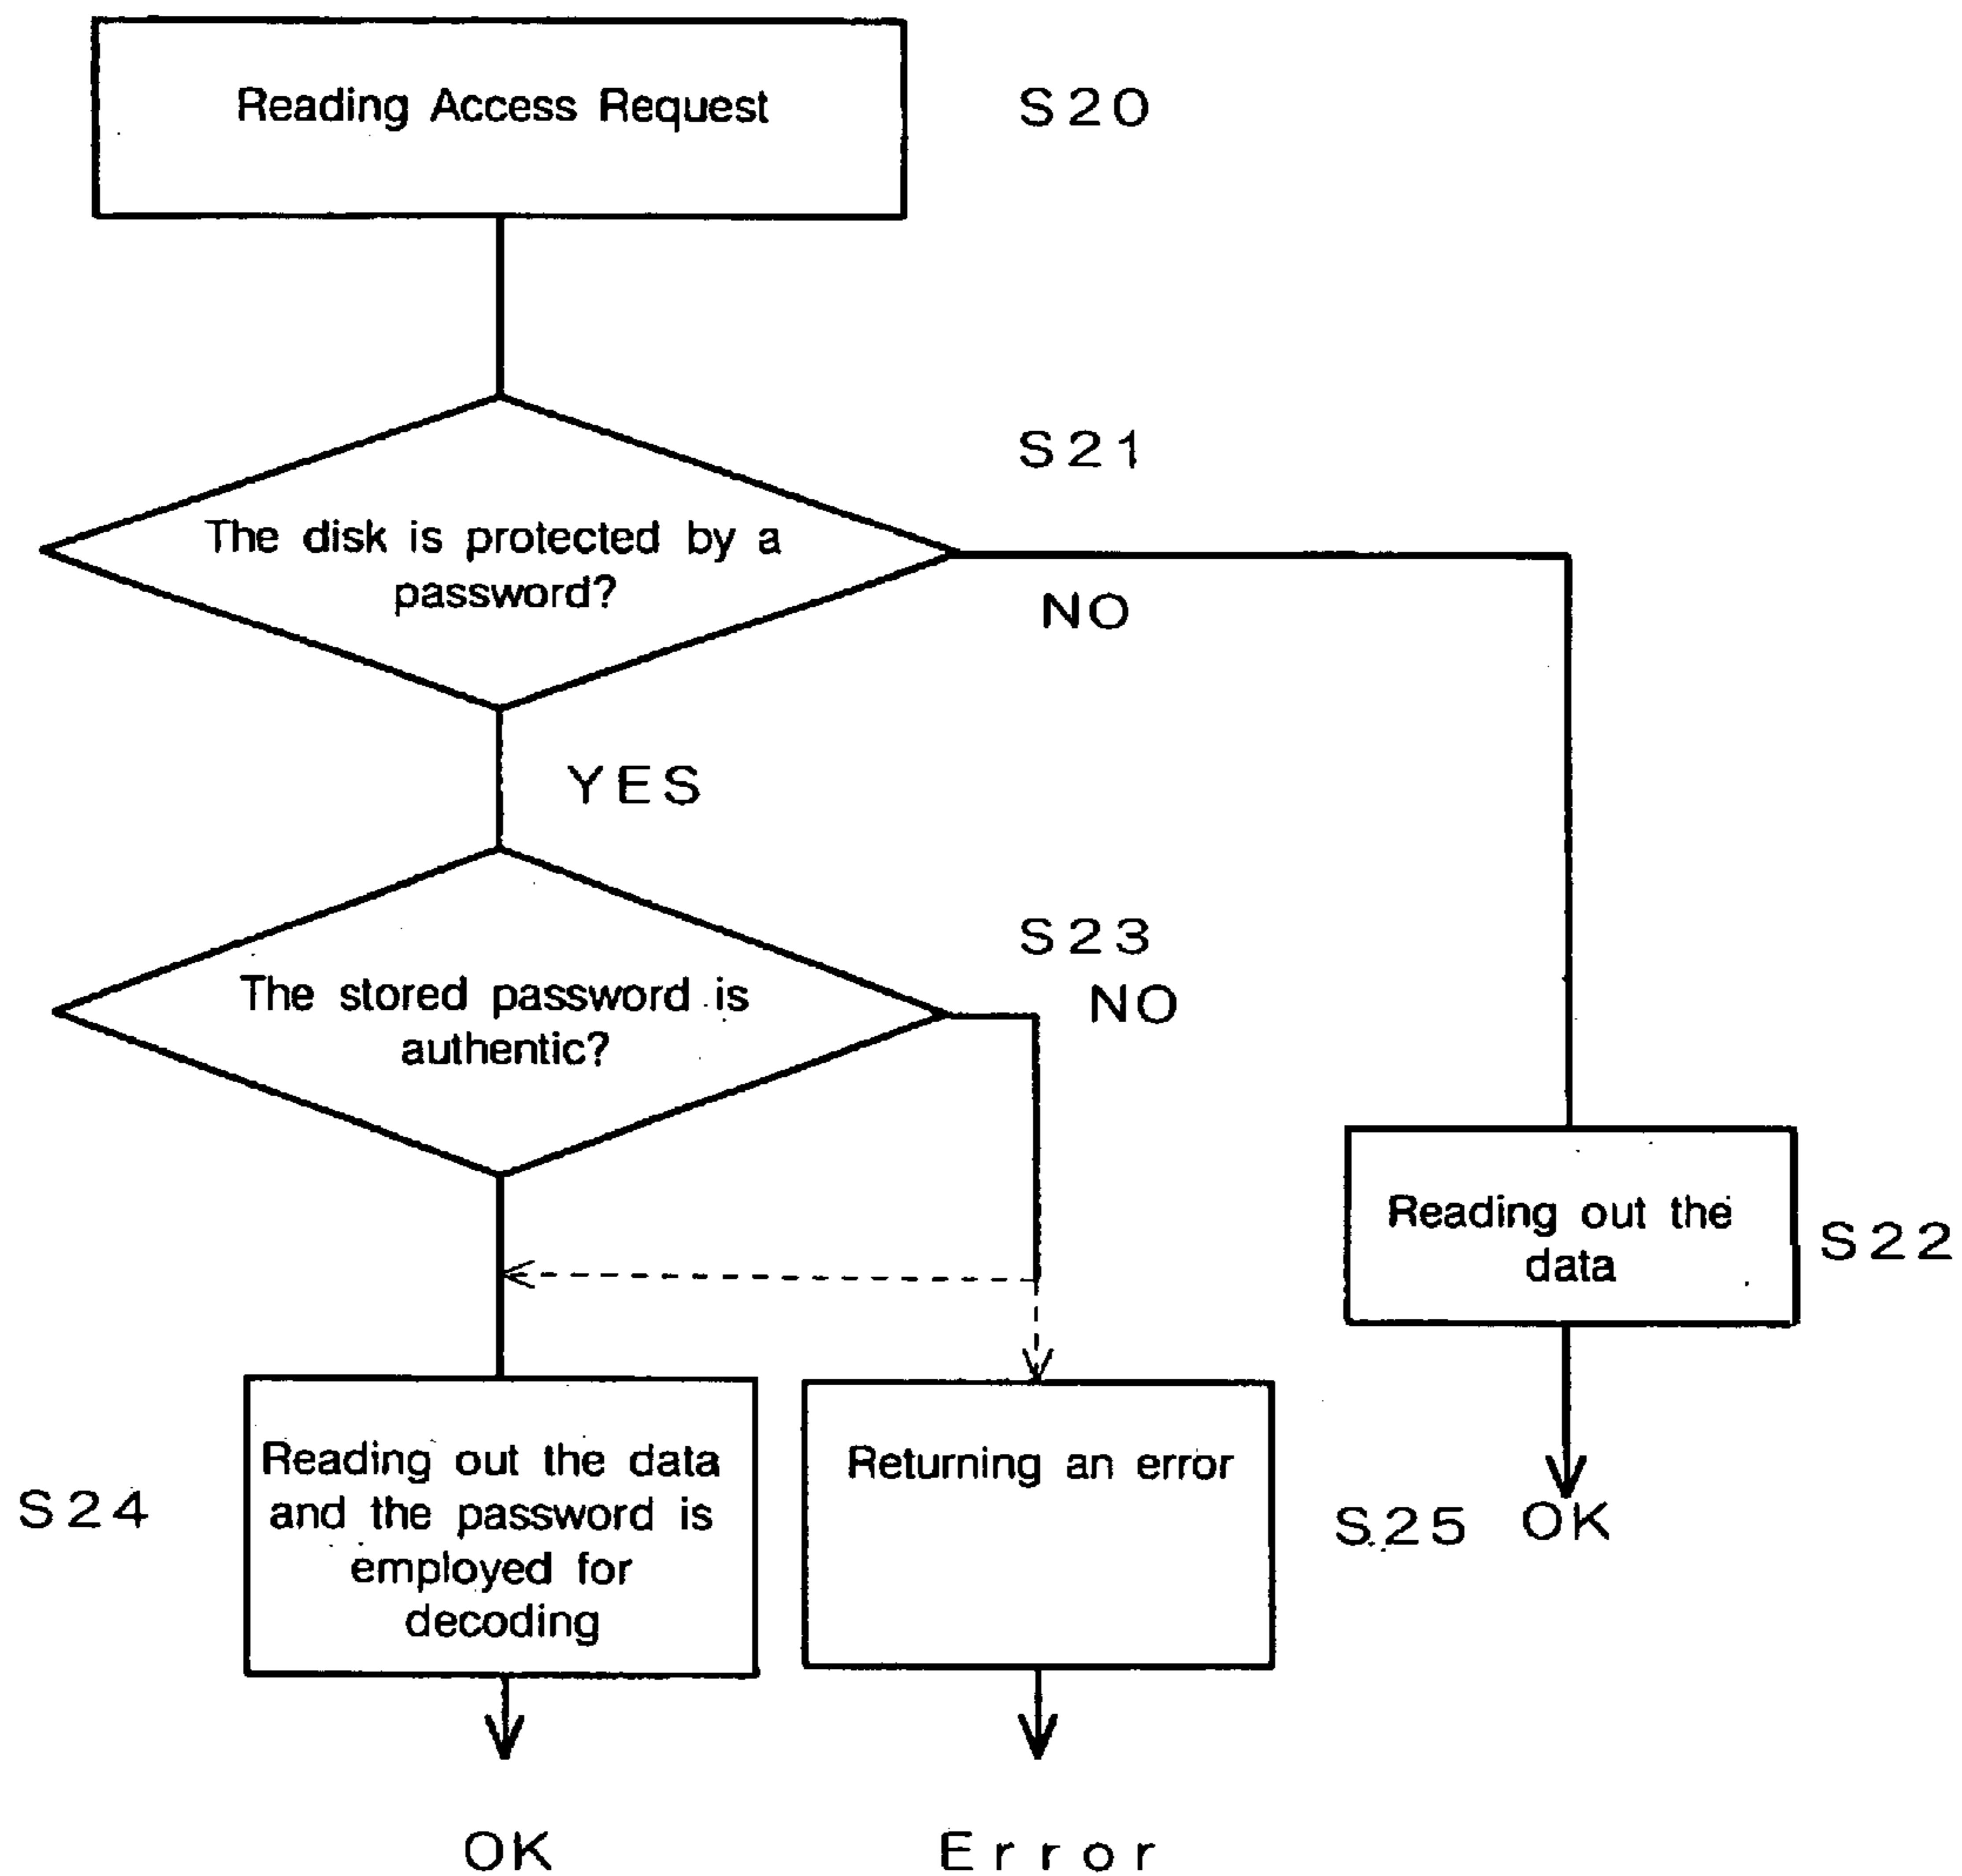 Reading Access Request
S20
S21
The disk is protected by a
password?
NO
YES
S23
The stored password is
authentic?
NO
Reading out the
data
S22
OK
Reading out the data
and the password is
employed for
decoding
S24
Returning an error
S25
OK
Error